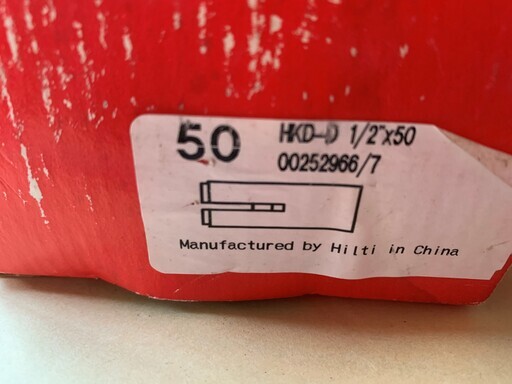 50
HKD-D 1/2"x50
00252966/7
Manufactured by Hilti in China